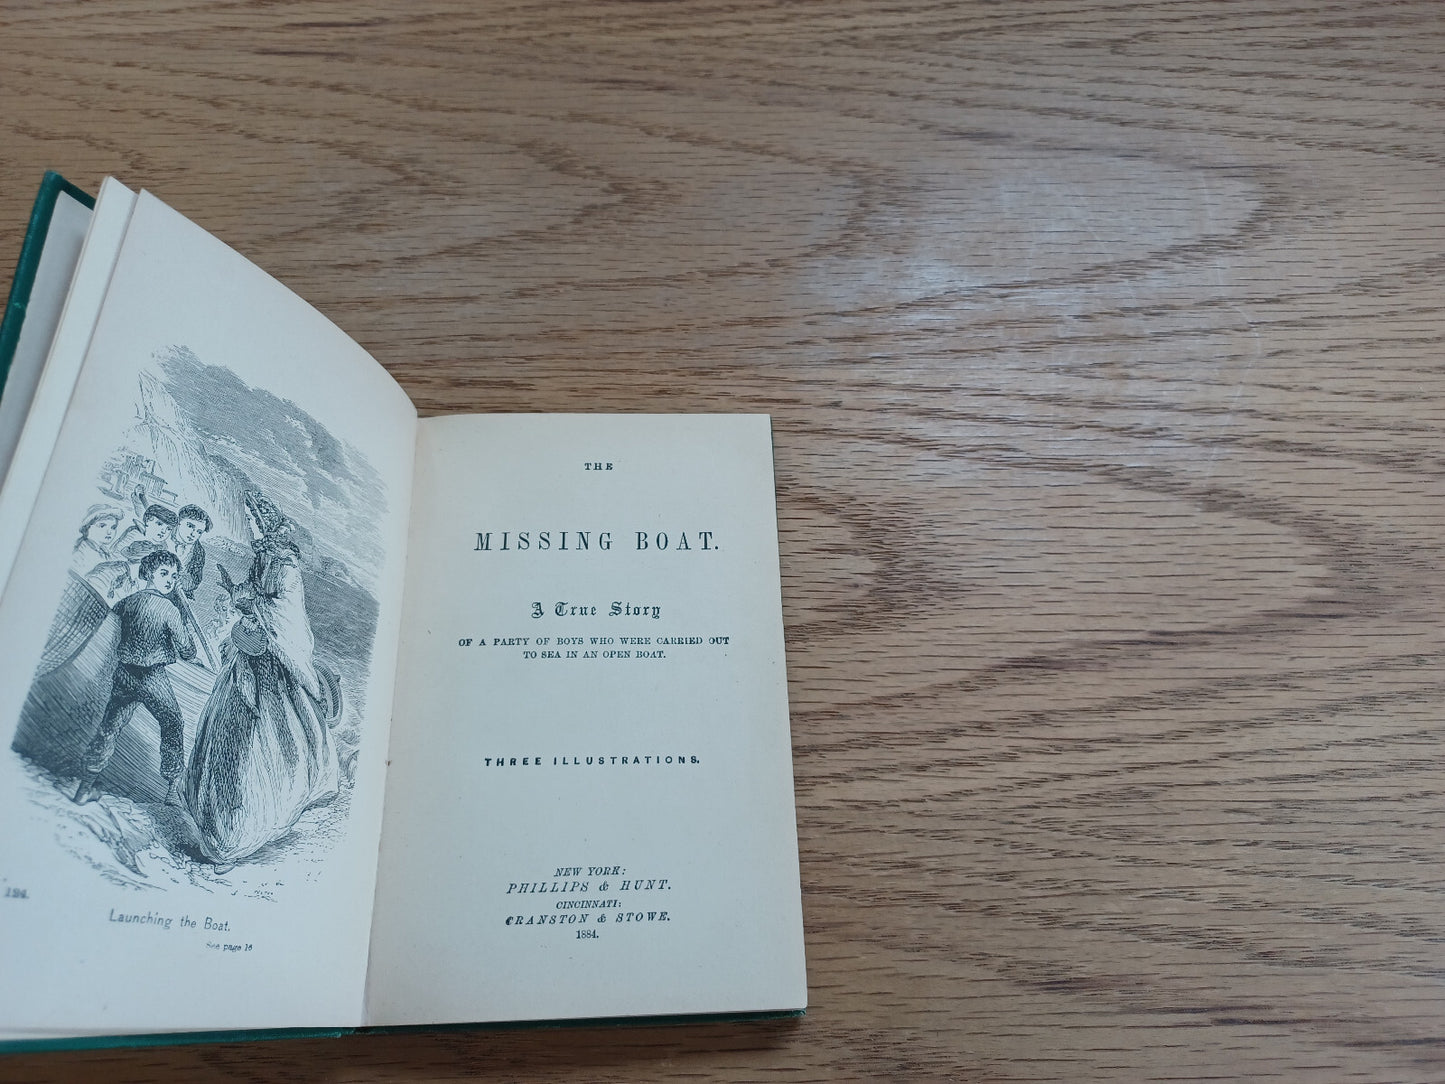 124.
Launching the Boat.
See page 16
THE
MISSING BOAT.
A True Story
OF A PARTY OF BOYS WHO WERE CARRIED OUT
TO SEA IN AN OPEN BOAT.
THREE ILLUSTRATIONS.
NEW YORK:
PHILLIPS & HUNT.
CINCINNATI:
CRANSTON & STOWE.
1884.